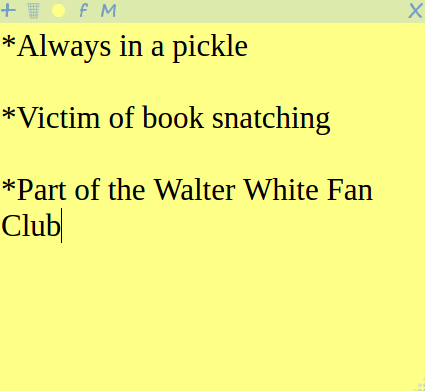 f M X
*Always in a pickle
*Victim of book snatching
*Part of the Walter White Fan
Club